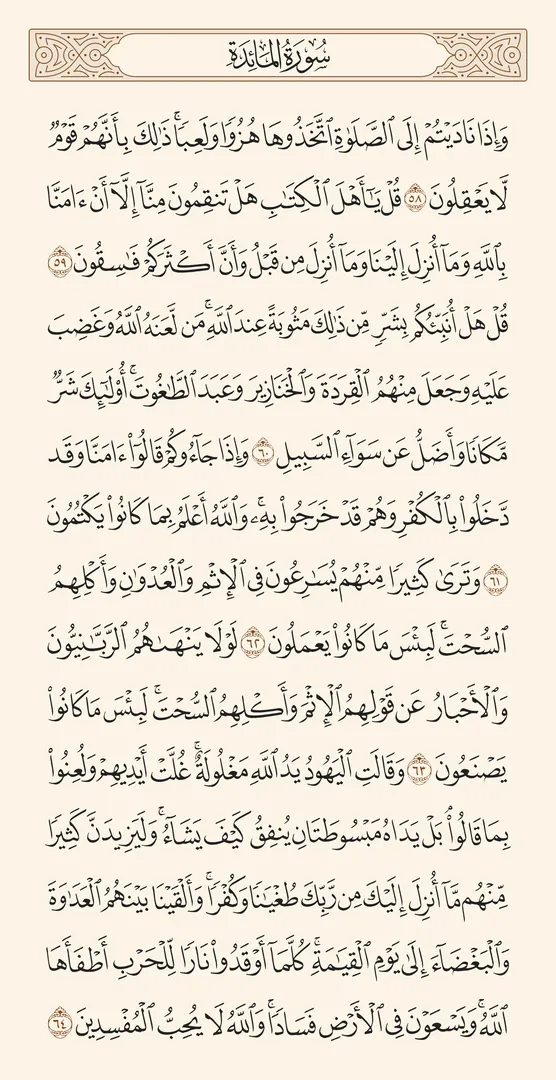 سُورَةُ المَائِدَةِ
وَإِذَا نَادَيْتُمْ إِلَى ٱلصَّلَوٰةِ ٱتَّخَذُوهَا هُزُوٗا وَلَعِبٗاۚ ذَٰلِكَ بِأَنَّهُمْ قَوْمٞ
لَّا يَعْقِلُونَ ٥٨ قُلْ يَٰٓأَهْلَ ٱلْكِتَٰبِ هَلْ تَنقِمُونَ مِنَّآ إِلَّآ أَنْ ءَامَنَّا
بِٱللَّهِ وَمَآ أُنزِلَ إِلَيْنَا وَمَآ أُنزِلَ مِن قَبْلُ وَأَنَّ أَكْثَرَكُمْ فَٰسِقُونَ ٥٩
قُلْ هَلْ أُنَبِّئُكُم بِشَرّٖ مِّن ذَٰلِكَ مَثُوبَةً عِندَ ٱللَّهِۚ مَن لَّعَنَهُ ٱللَّهُ وَغَضِبَ
عَلَيْهِ وَجَعَلَ مِنْهُمُ ٱلْقِرَدَةَ وَٱلْخَنَازِيرَ وَعَبَدَ ٱلطَّٰغُوتَۚ أُوْلَٰٓئِكَ شَرّٞ
مَّكَانٗا وَأَضَلُّ عَن سَوَآءِ ٱلسَّبِيلِ ٦٠ وَإِذَا جَآءُوكُمْ قَالُوٓاْ ءَامَنَّا وَقَد
دَّخَلُواْ بِٱلْكُفْرِ وَهُمْ قَدْ خَرَجُواْ بِهِۦۚ وَٱللَّهُ أَعْلَمُ بِمَا كَانُواْ يَكْتُمُونَ
٦١ وَتَرَىٰ كَثِيرٗا مِّنْهُمْ يُسَٰرِعُونَ فِي ٱلْإِثْمِ وَٱلْعُدْوَٰنِ وَأَكْلِهِمُ
ٱلسُّحْتَۚ لَبِئْسَ مَا كَانُواْ يَعْمَلُونَ ٦٢ لَوْلَا يَنْهَىٰهُمُ ٱلرَّبَّٰنِيُّونَ
وَٱلْأَحْبَارُ عَن قَوْلِهِمُ ٱلْإِثْمَ وَأَكْلِهِمُ ٱلسُّحْتَۚ لَبِئْسَ مَا كَانُواْ
يَصْنَعُونَ ٦٣ وَقَالَتِ ٱلْيَهُودُ يَدُ ٱللَّهِ مَغْلُولَةٌۚ غُلَّتْ أَيْدِيهِمْ وَلُعِنُواْ
بِمَا قَالُواْۘ بَلْ يَدَاهُ مَبْسُوطَتَانِ يُنفِقُ كَيْفَ يَشَآءُۚ وَلَيَزِيدَنَّ كَثِيرٗا
مِّنْهُم مَّآ أُنزِلَ إِلَيْكَ مِن رَّبِّكَ طُغْيَٰنٗا وَكُفْرٗاۚ وَأَلْقَيْنَا بَيْنَهُمُ ٱلْعَدَٰوَةَ
وَٱلْبَغْضَآءَ إِلَىٰ يَوْمِ ٱلْقِيَٰمَةِۚ كُلَّمَآ أَوْقَدُواْ نَارٗا لِّلْحَرْبِ أَطْفَأَهَا
ٱللَّهُۚ وَيَسْعَوْنَ فِي ٱلْأَرْضِ فَسَادٗاۚ وَٱللَّهُ لَا يُحِبُّ ٱلْمُفْسِدِينَ ٦٤